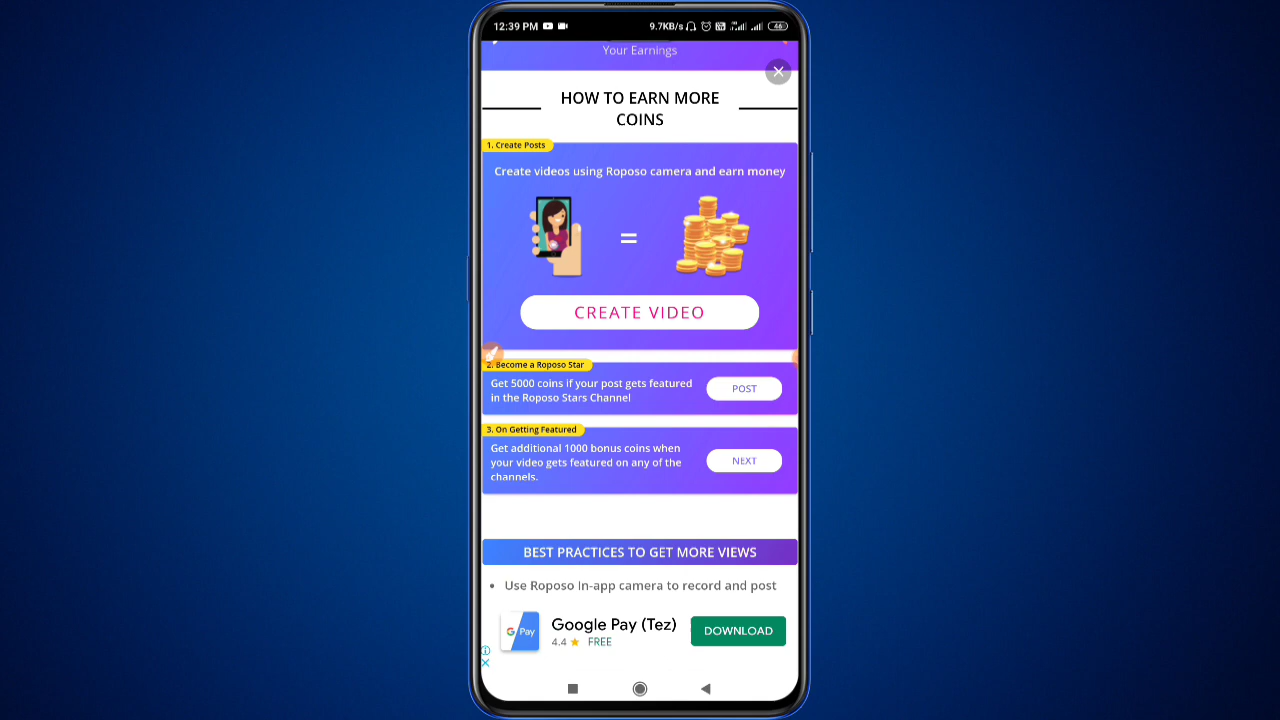 12:39 PM
9.7KB/s
46
Your Earnings
HOW TO EARN MORE
COINS
1. Create Posts
Create videos using Roposo camera and earn money
=
CREATE VIDEO
2. Become a Roposo Star
Get 5000 coins if your post gets featured
in the Roposo Stars Channel
POST
3. On Getting Featured
Get additional 1000 bonus coins when
your video gets featured on any of the
channels.
NEXT
BEST PRACTICES TO GET MORE VIEWS
• Use Roposo In-app camera to record and post
G Pay
Google Pay (Tez)
4.4 ★ FREE
DOWNLOAD